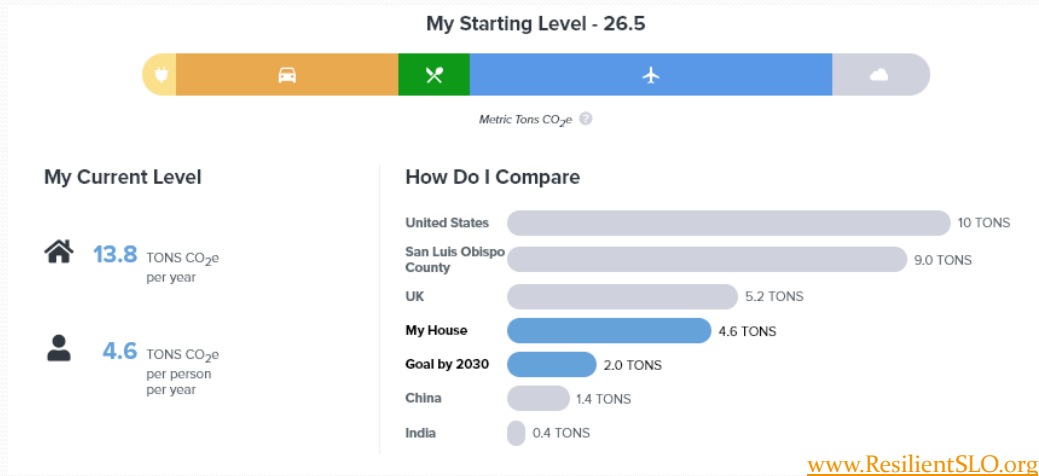 My Starting Level - 26.5
Metric Tons CO2e ?
My Current Level
13.8 TONS CO2e
per year
4.6 TONS CO2e
per person
per year
How Do I Compare
United States 10 TONS
San Luis Obispo
County 9.0 TONS
UK 5.2 TONS
My House 4.6 TONS
Goal by 2030 2.0 TONS
China 1.4 TONS
India 0.4 TONS
www.ResilientSLO.org